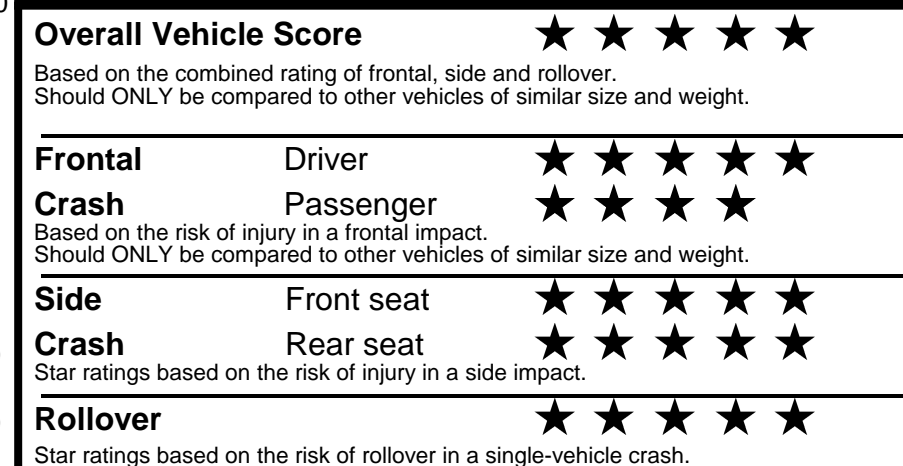 Overall Vehicle Score ★ ★ ★ ★ ★
Based on the combined rating of frontal, side and rollover.
Should ONLY be compared to other vehicles of similar size and weight.
Frontal Driver ★ ★ ★ ★ ★
Crash Passenger ★ ★ ★ ★
Based on the risk of injury in a frontal impact.
Should ONLY be compared to other vehicles of similar size and weight.
Side Front seat ★ ★ ★ ★ ★
Crash Rear seat ★ ★ ★ ★ ★
Star ratings based on the risk of injury in a side impact.
Rollover ★ ★ ★ ★ ★
Star ratings based on the risk of rollover in a single-vehicle crash.